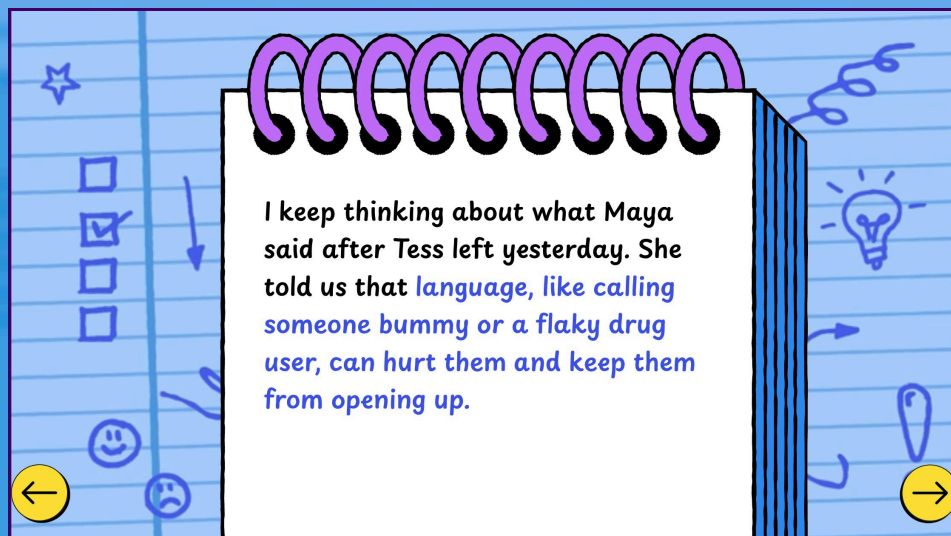 I keep thinking about what Maya
said after Tess left yesterday. She
told us that language, like calling
someone bummy or a flaky drug
user, can hurt them and keep them
from opening up.